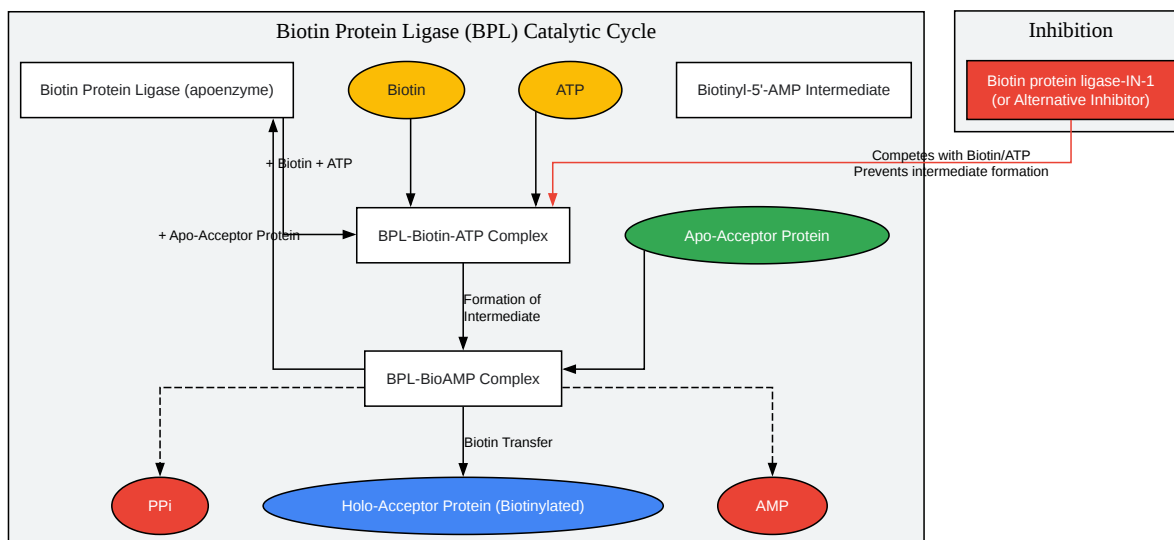 Biotin Protein Ligase (BPL) Catalytic Cycle
Inhibition
Biotin Protein Ligase (apoenzyme)
Biotin
ATP
Biotinyl-5'-AMP Intermediate
Biotin protein ligase-IN-1
(or Alternative Inhibitor)
+ Biotin + ATP
Competes with Biotin/ATP
Prevents intermediate formation
+ Apo-Acceptor Protein
BPL-Biotin-ATP Complex
Apo-Acceptor Protein
Formation of
Intermediate
BPL-BioAMP Complex
Biotin Transfer
PPi
Holo-Acceptor Protein (Biotinylated)
AMP